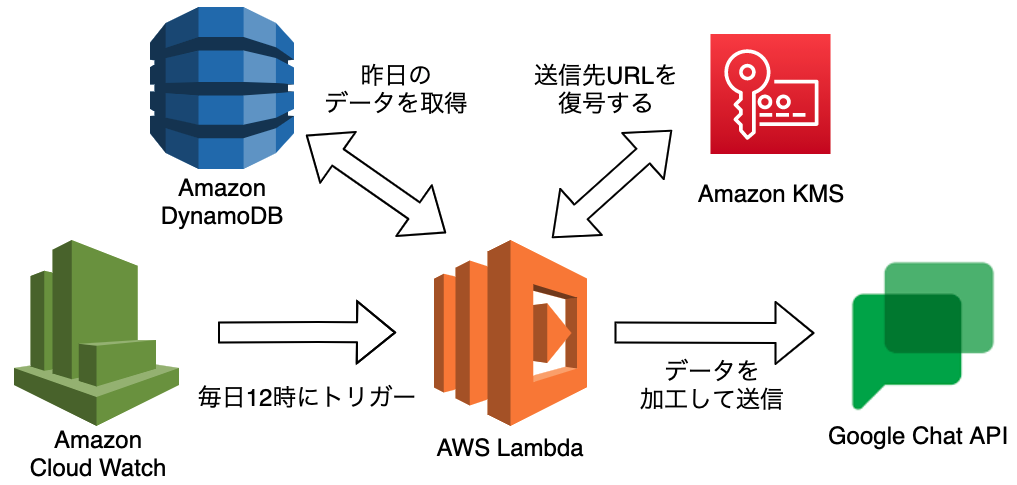 昨日の
データを取得
送信先URLを
復号する
Amazon
DynamoDB
Amazon KMS
毎日12時にトリガー
データを
加工して送信
Amazon
Cloud Watch
AWS Lambda
Google Chat API